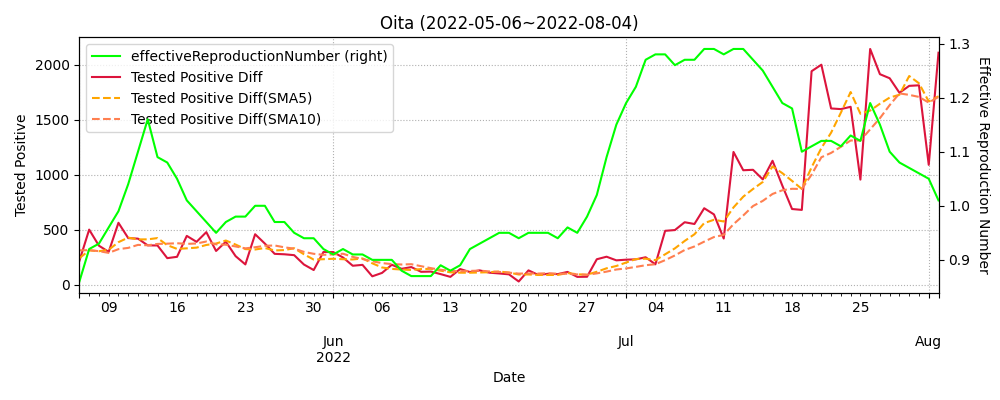 Oita (2022-05-06~2022-08-04)
effectiveReproductionNumber (right)
Tested Positive Diff
Tested Positive Diff(SMA5)
Tested Positive Diff(SMA10)
Tested Positive
2000
1500
1000
500
0
1.3
1.2
1.1
1.0
0.9
Effective Reproduction Number
09 16 23 30 06 13 20 27 04 11 18 25
Jun Jul Aug
2022
Date